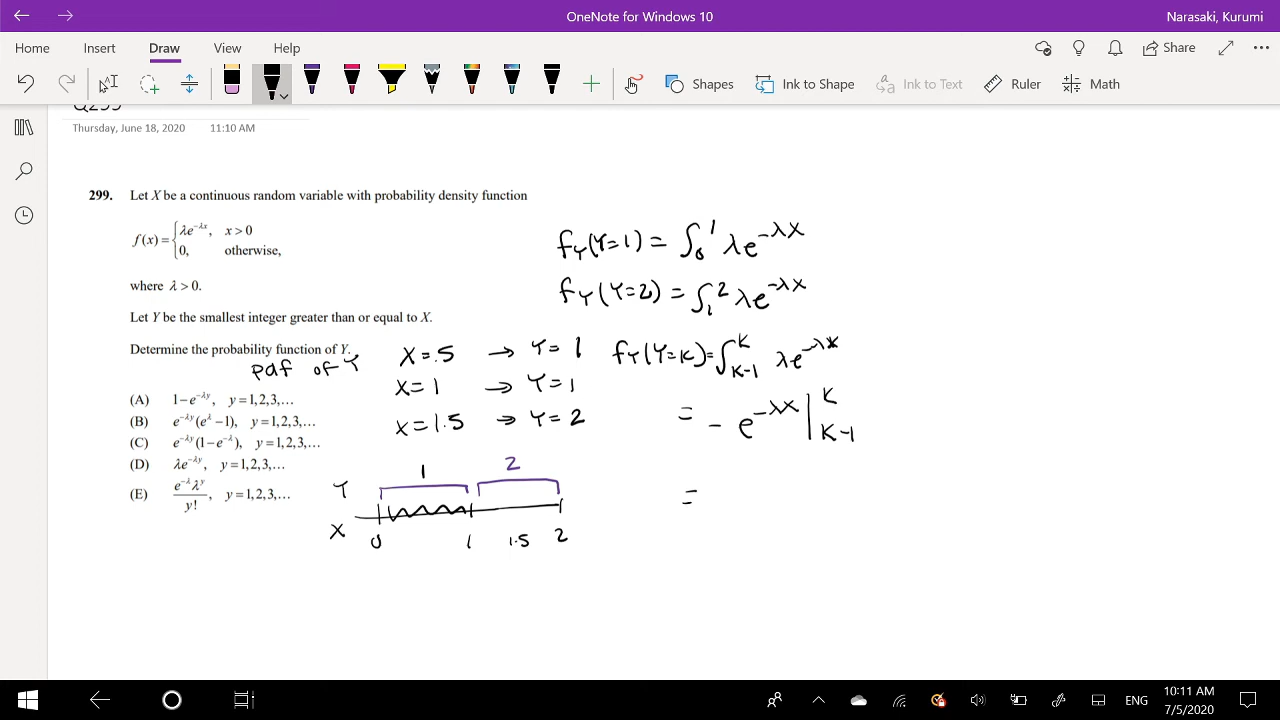 OneNote for Windows 10
Narasaki, Kurumi
Home Insert Draw View Help
Share
Shapes Ink to Shape Ink to Text Ruler Math
Q299
Thursday, June 18, 2020 11:10 AM
299. Let X be a continuous random variable with probability density function
f(x) = { λe^{-λx}, x > 0
0, otherwise,
where λ > 0.
Let Y be the smallest integer greater than or equal to X.
Determine the probability function of Y.
pdf of Y
(A) 1 − e^{-λy}, y = 1,2,3,…
(B) e^{-λy}(e^{λ} − 1), y = 1,2,3,…
(C) e^{-λy}(1 − e^{-λ}), y = 1,2,3,…
(D) λe^{-λy}, y = 1,2,3,…
(E) e^{-λ}λ^{y} / y!, y = 1,2,3,…
X = .5 → Y = 1
X = 1 → Y = 1
X = 1.5 → Y = 2
1 2
Y
X
0 1 1.5 2
f_Y(Y=1) = ∫_0^1 λe^{-λx}
f_Y(Y=2) = ∫_1^2 λe^{-λx}
f_Y(Y=K) = ∫_{K-1}^K λe^{-λx}
= - e^{-λx} |_{K-1}^K
=
ENG
10:11 AM
7/5/2020